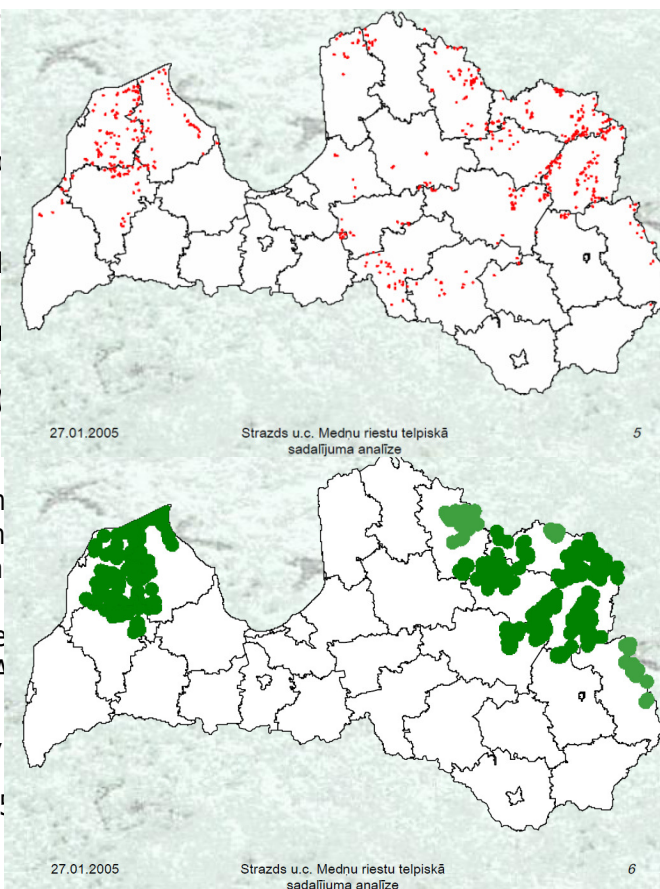 27.01.2005
Strazds u.c. Medņu riestu telpiskā
sadalījuma analīze
5
27.01.2005
Strazds u.c. Medņu riestu telpiskā
sadalījuma analīze
6